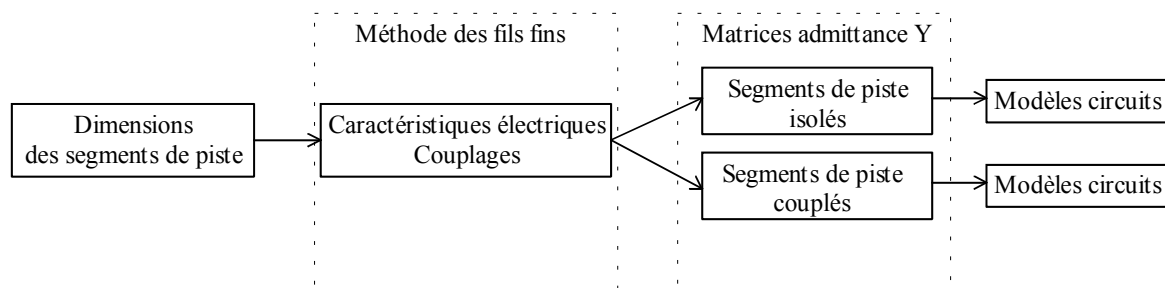 Méthode des fils fins
Matrices admittance Y
Dimensions
des segments de piste
Caractéristiques électriques
Couplages
Segments de piste
isolés
Modèles circuits
Segments de piste
couplés
Modèles circuits